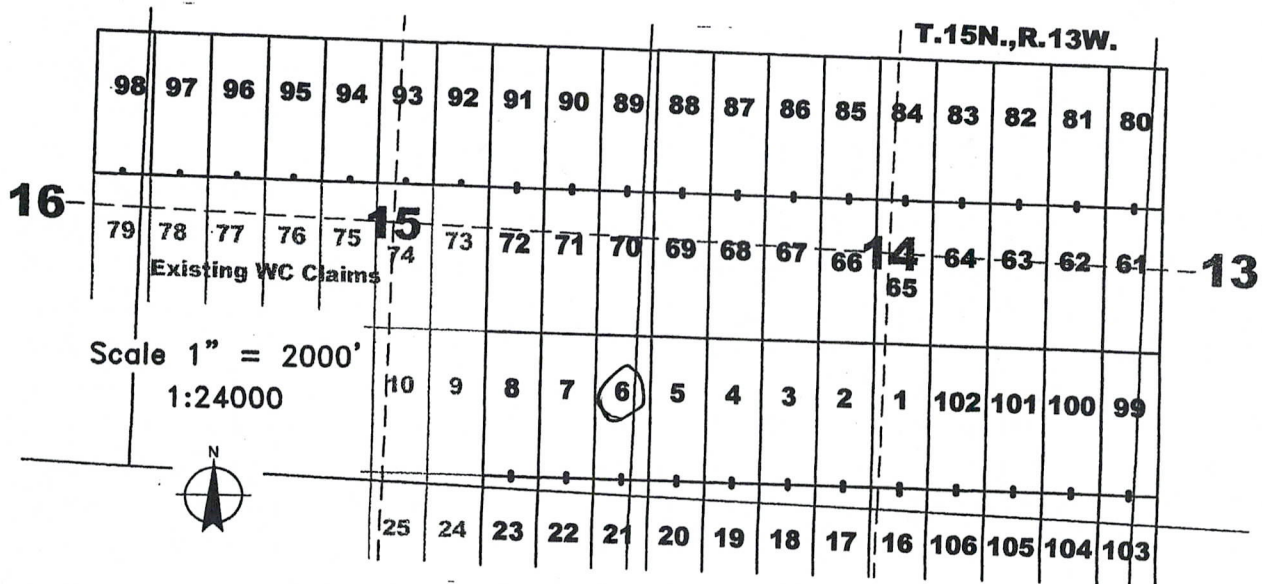 T.15N.,R.13W.
98 97 96 95 94 93 92 91 90 89 88 87 86 85 84 83 82 81 80
16 15 14 13
79 78 77 76 75 74 73 72 71 70 69 68 67 66 65 64 63 62 61
Existing WC Claims
Scale 1" = 2000'
1:24000
10 9 8 7 6 5 4 3 2 1 102 101 100 99
N
25 24 23 22 21 20 19 18 17 16 106 105 104 103